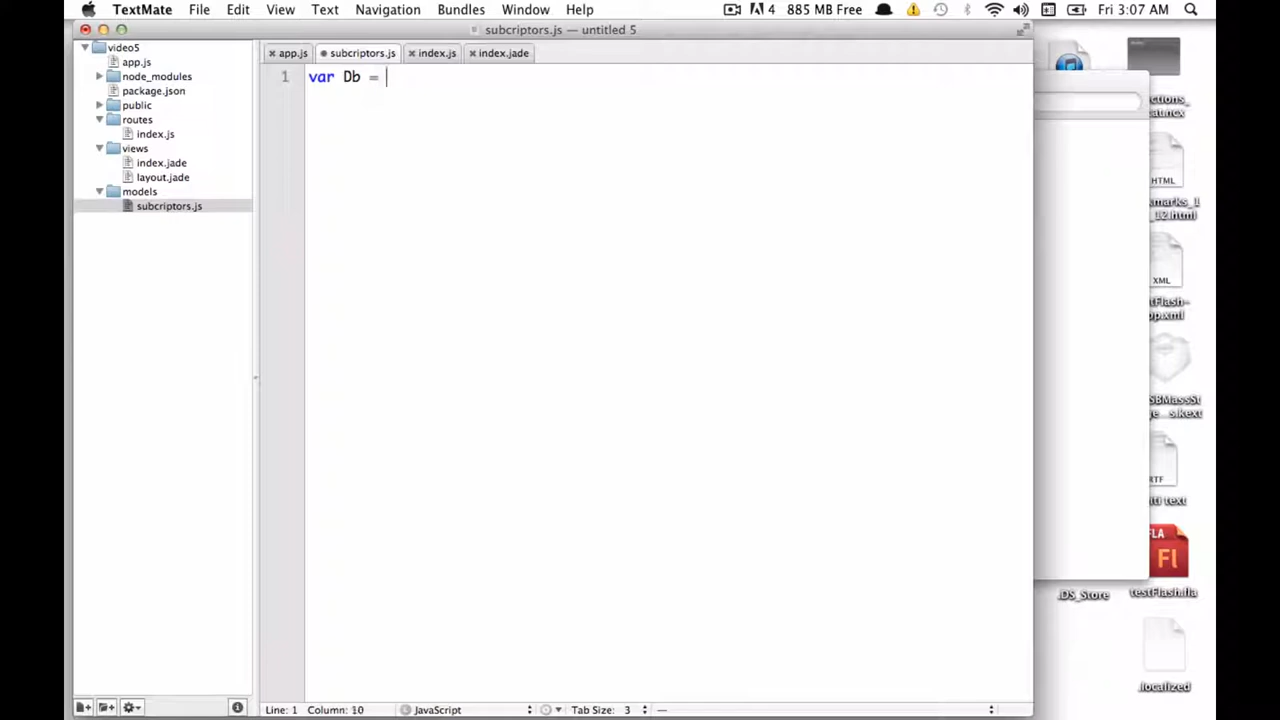 TextMate File Edit View Text Navigation Bundles Window Help 4 885 MB Free Fri 3:07 AM
subcriptors.js — untitled 5
video5
app.js
node_modules
package.json
public
routes
index.js
views
index.jade
layout.jade
models
subcriptors.js
app.js subcriptors.js index.js index.jade
1 var Db =
Line: 1 Column: 10 JavaScript Tab Size: 3 —
HTML
XML
RTF
FLA
Fl
.DS_Store
testFlash.fla
.localized